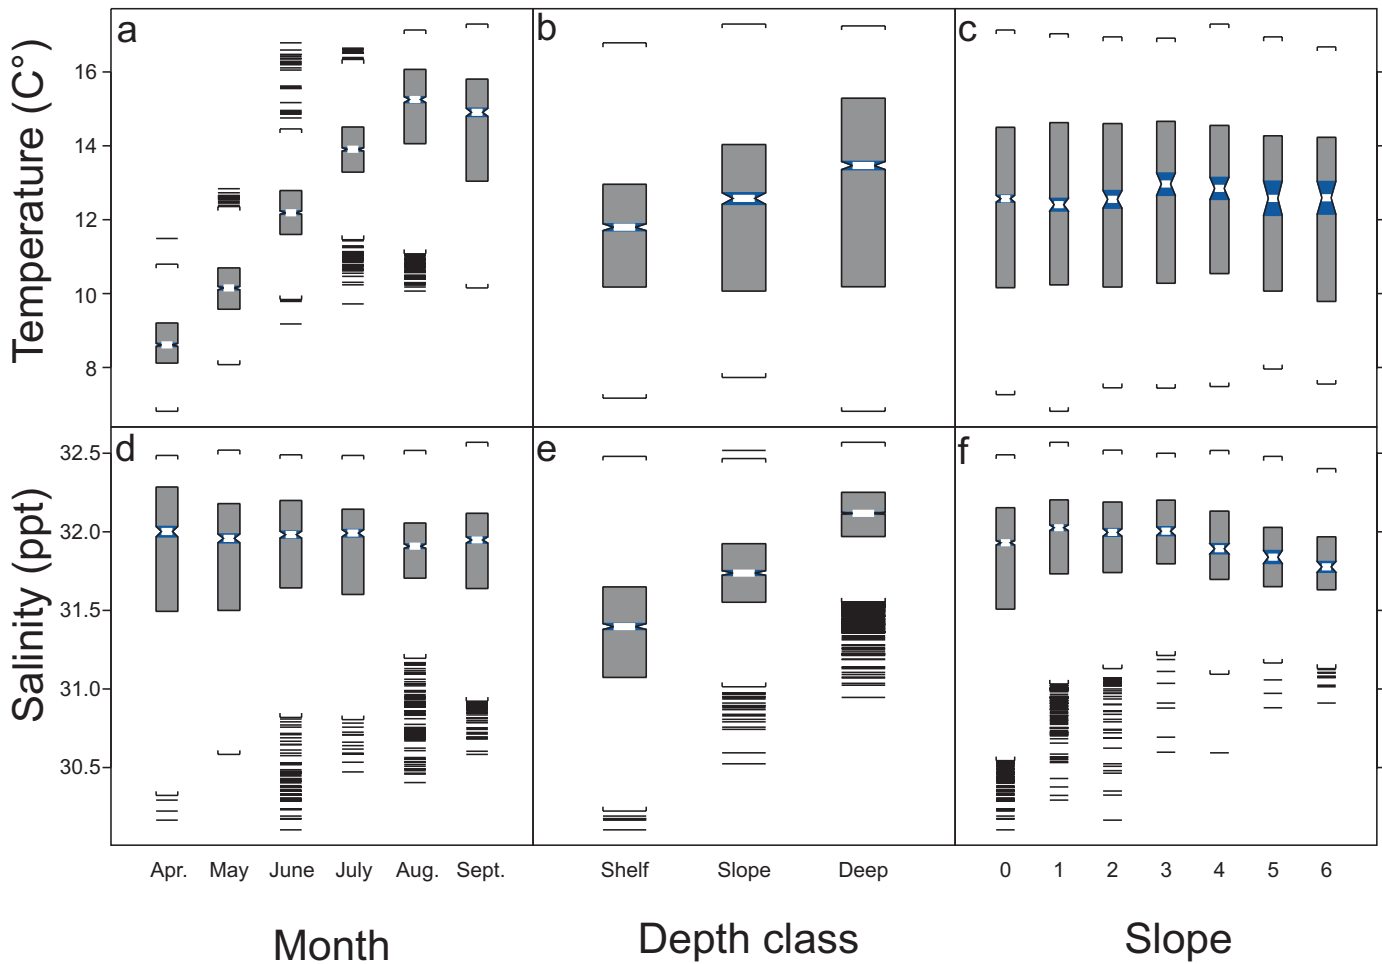 a
b
c
Temperature (C°)
16
14
12
10
8
d
e
f
Salinity (ppt)
32.5
32.0
31.5
31.0
30.5
Apr. May June July Aug. Sept.
Shelf Slope Deep
0 1 2 3 4 5 6
Month
Depth class
Slope